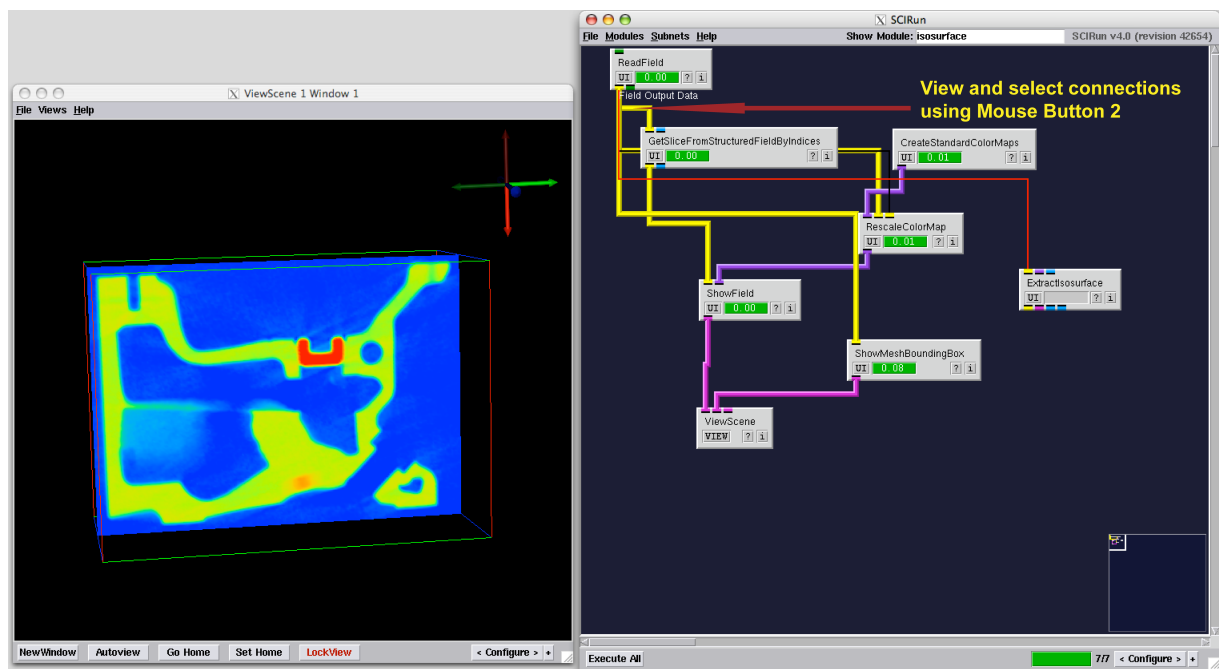 ViewScene 1 Window 1
File Views Help
NewWindow Autoview Go Home Set Home LockView < Configure > +
SCIRun
File Modules Subnets Help Show Module: isosurface SCIRun v4.0 (revision 42654)
ReadField
UI 0.00 ? i
Field Output Data
View and select connections
using Mouse Button 2
GetSliceFromStructuredFieldByIndices
UI 0.00 ? i
CreateStandardColorMaps
UI 0.01 ? i
RescaleColorMap
UI 0.01 ? i
ExtractIsosurface
UI ? i
ShowField
UI 0.00 ? i
ShowMeshBoundingBox
UI 0.08 ? i
ViewScene
VIEW ? i
Execute All 7/7 < Configure > +